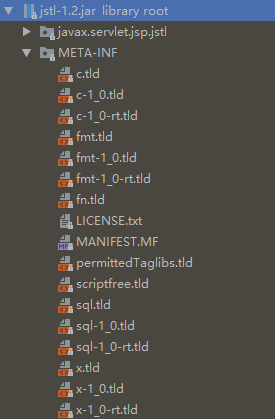 jstl-1.2.jar library root
javax.servlet.jsp.jstl
META-INF
c.tld
c-1_0.tld
c-1_0-rt.tld
fmt.tld
fmt-1_0.tld
fmt-1_0-rt.tld
fn.tld
LICENSE.txt
MANIFEST.MF
permittedTaglibs.tld
scriptfree.tld
sql.tld
sql-1_0.tld
sql-1_0-rt.tld
x.tld
x-1_0.tld
x-1_0-rt.tld